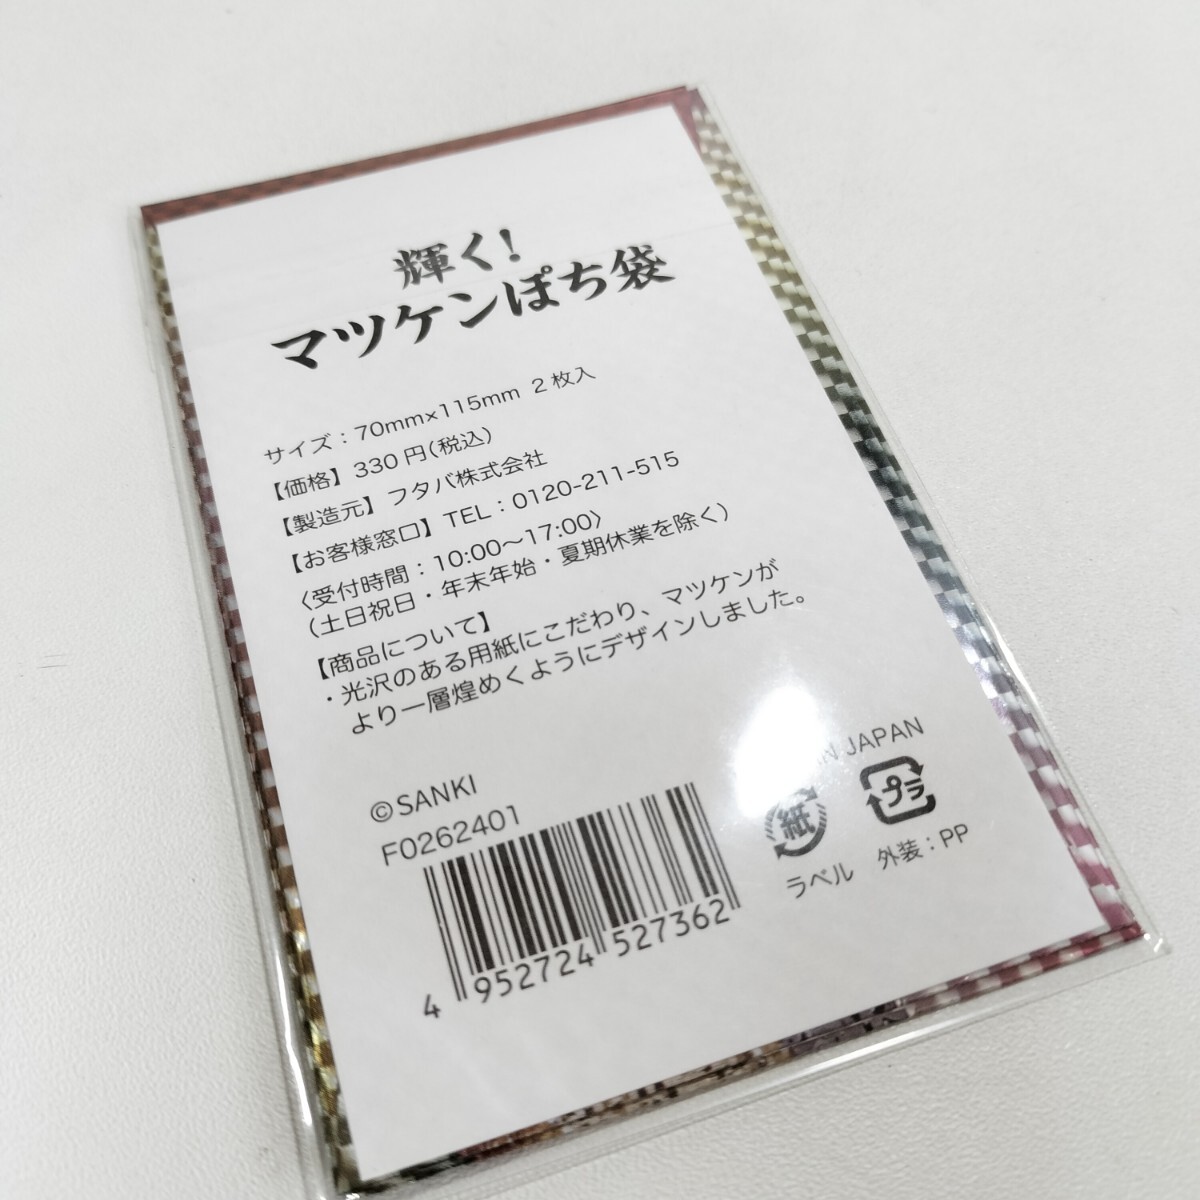 輝く!
マツケンぽち袋
サイズ：70mm×115mm 2枚入
【価格】330円(税込)
【製造元】フタバ株式会社
【お客様窓口】TEL：0120-211-515
〈受付時間：10:00～17:00〉
(土日祝日・年末年始・夏期休業を除く)
【商品について】
・光沢のある用紙にこだわり、マツケンが
より一層煌めくようにデザインしました。
©SANKI
F0262401
4 952724 527362
IN JAPAN
紙 プラ
ラベル 外装：PP